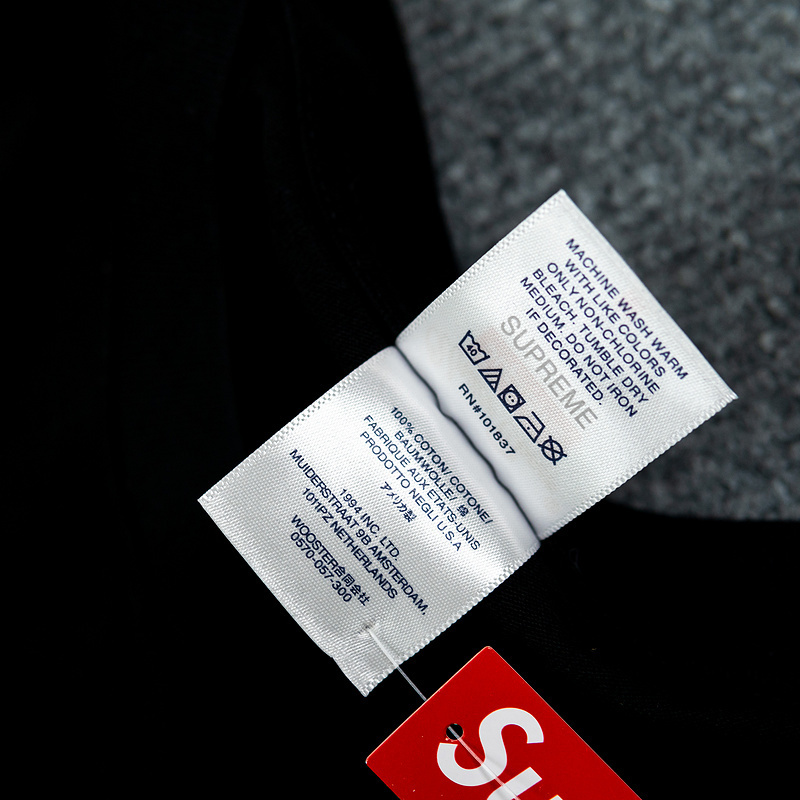 MACHINE WASH WARM
WITH LIKE COLORS
ONLY NON-CHLORINE
BLEACH. TUMBLE DRY
MEDIUM. DO NOT IRON
IF DECORATED.
SUPREME
40
RN#101837
100% COTON/ COTONE/
BAUMWOLLE/ 綿
FABRIQUE AUX ETATS-UNIS
PRODOTTO NEGLI U.S.A
アメリカ製
1994 INC. LTD.
MUIDERSTRAAT 9B AMSTERDAM.
1011PZ NETHERLANDS
WOOSTER合同会社
0570-057-300
Su